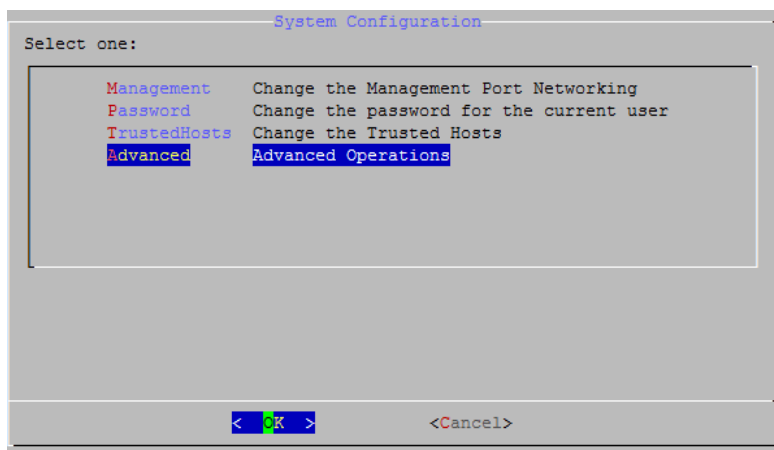 System Configuration
Select one:
Management Change the Management Port Networking
Password Change the password for the current user
TrustedHosts Change the Trusted Hosts
Advanced Advanced Operations
< OK > <Cancel>